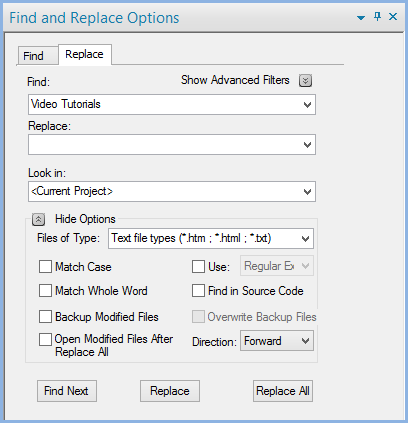 Find and Replace Options
Find Replace
Find: Show Advanced Filters
Video Tutorials
Replace:
Look in:
<Current Project>
Hide Options
Files of Type: Text file types (*.htm ; *.html ; *.txt)
Match Case Use: Regular Ex
Match Whole Word Find in Source Code
Backup Modified Files Overwrite Backup Files
Open Modified Files After
Replace All Direction: Forward
Find Next Replace Replace All